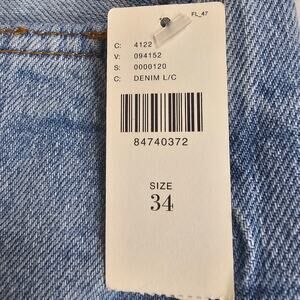 FL_47
C: 4122
V: 094152
S: 0000120
C: DENIM L/C
84740372
SIZE
34